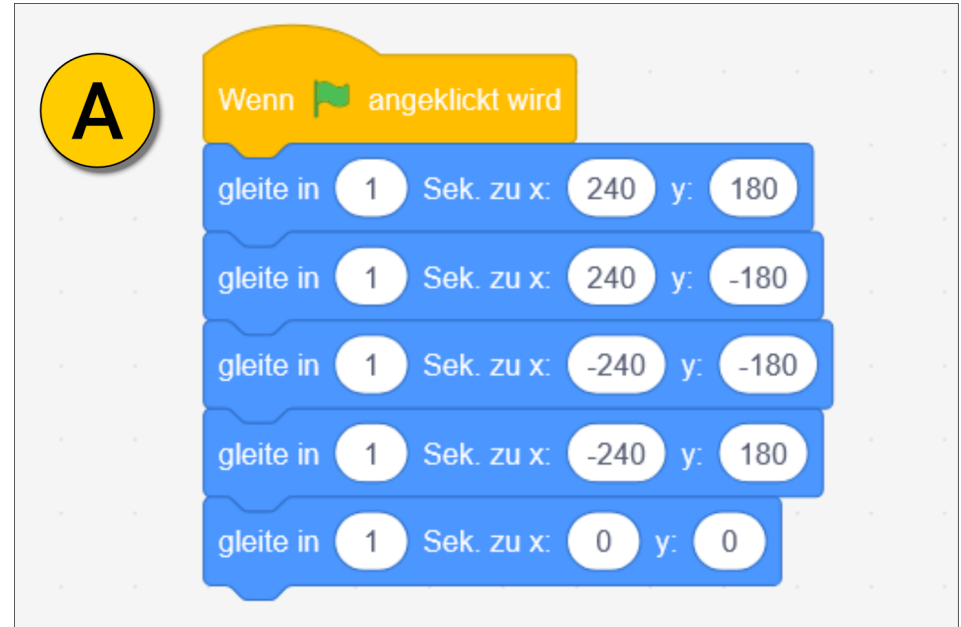 A
Wenn angeklickt wird
gleite in 1 Sek. zu x: 240 y: 180
gleite in 1 Sek. zu x: 240 y: -180
gleite in 1 Sek. zu x: -240 y: -180
gleite in 1 Sek. zu x: -240 y: 180
gleite in 1 Sek. zu x: 0 y: 0